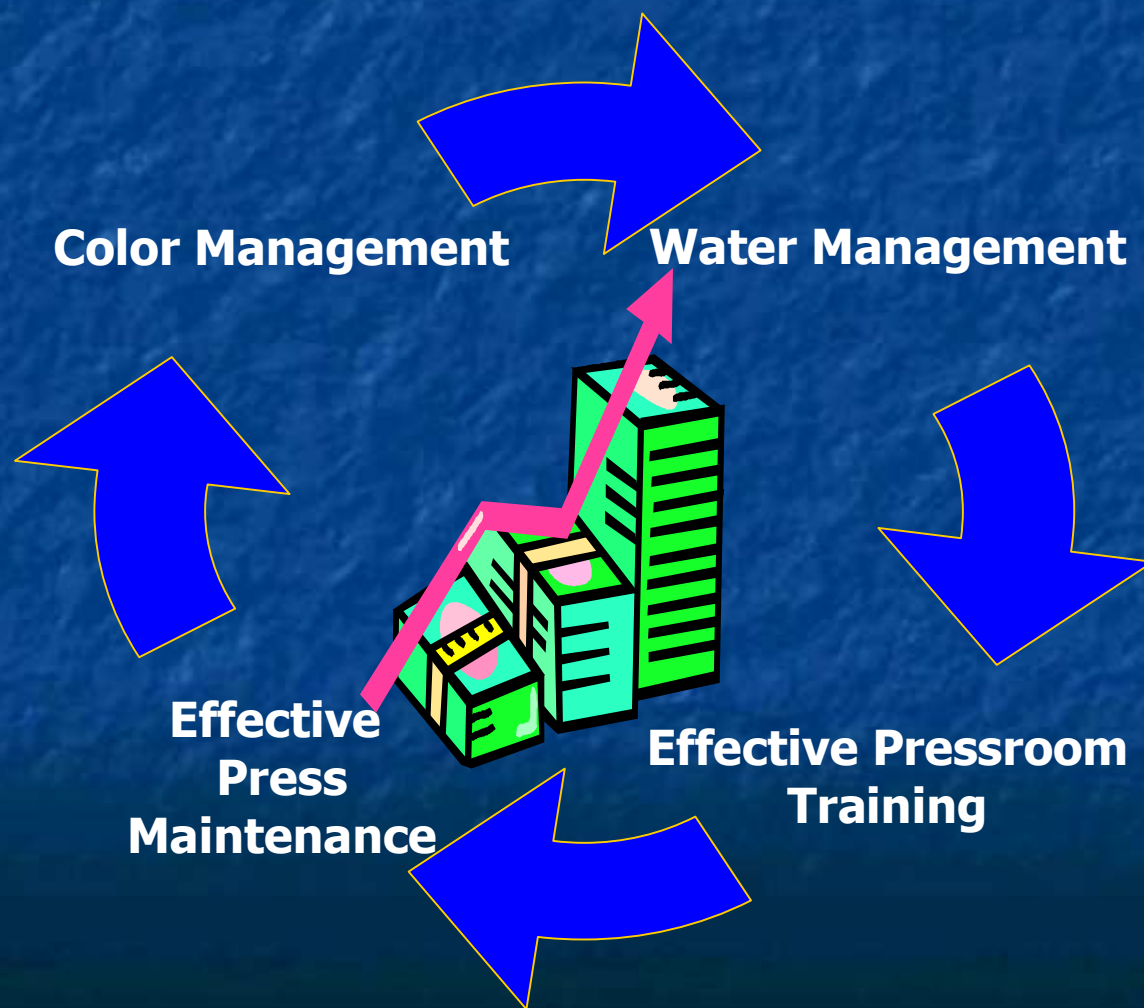 Color Management
Water Management
Effective
Press
Maintenance
Effective Pressroom
Training